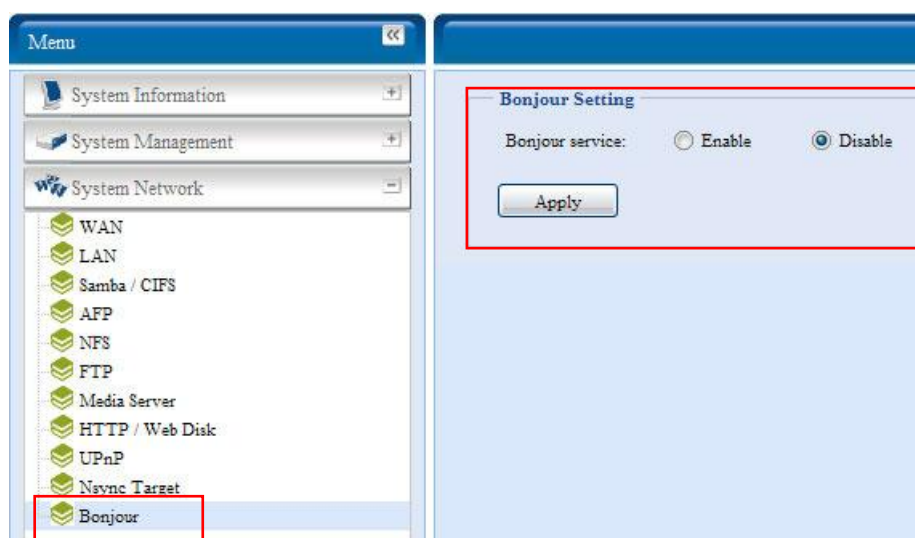 Menu
System Information
System Management
System Network
WAN
LAN
Samba / CIFS
AFP
NFS
FTP
Media Server
HTTP / Web Disk
UPnP
Nsync Target
Bonjour
Bonjour Setting
Bonjour service: Enable Disable
Apply